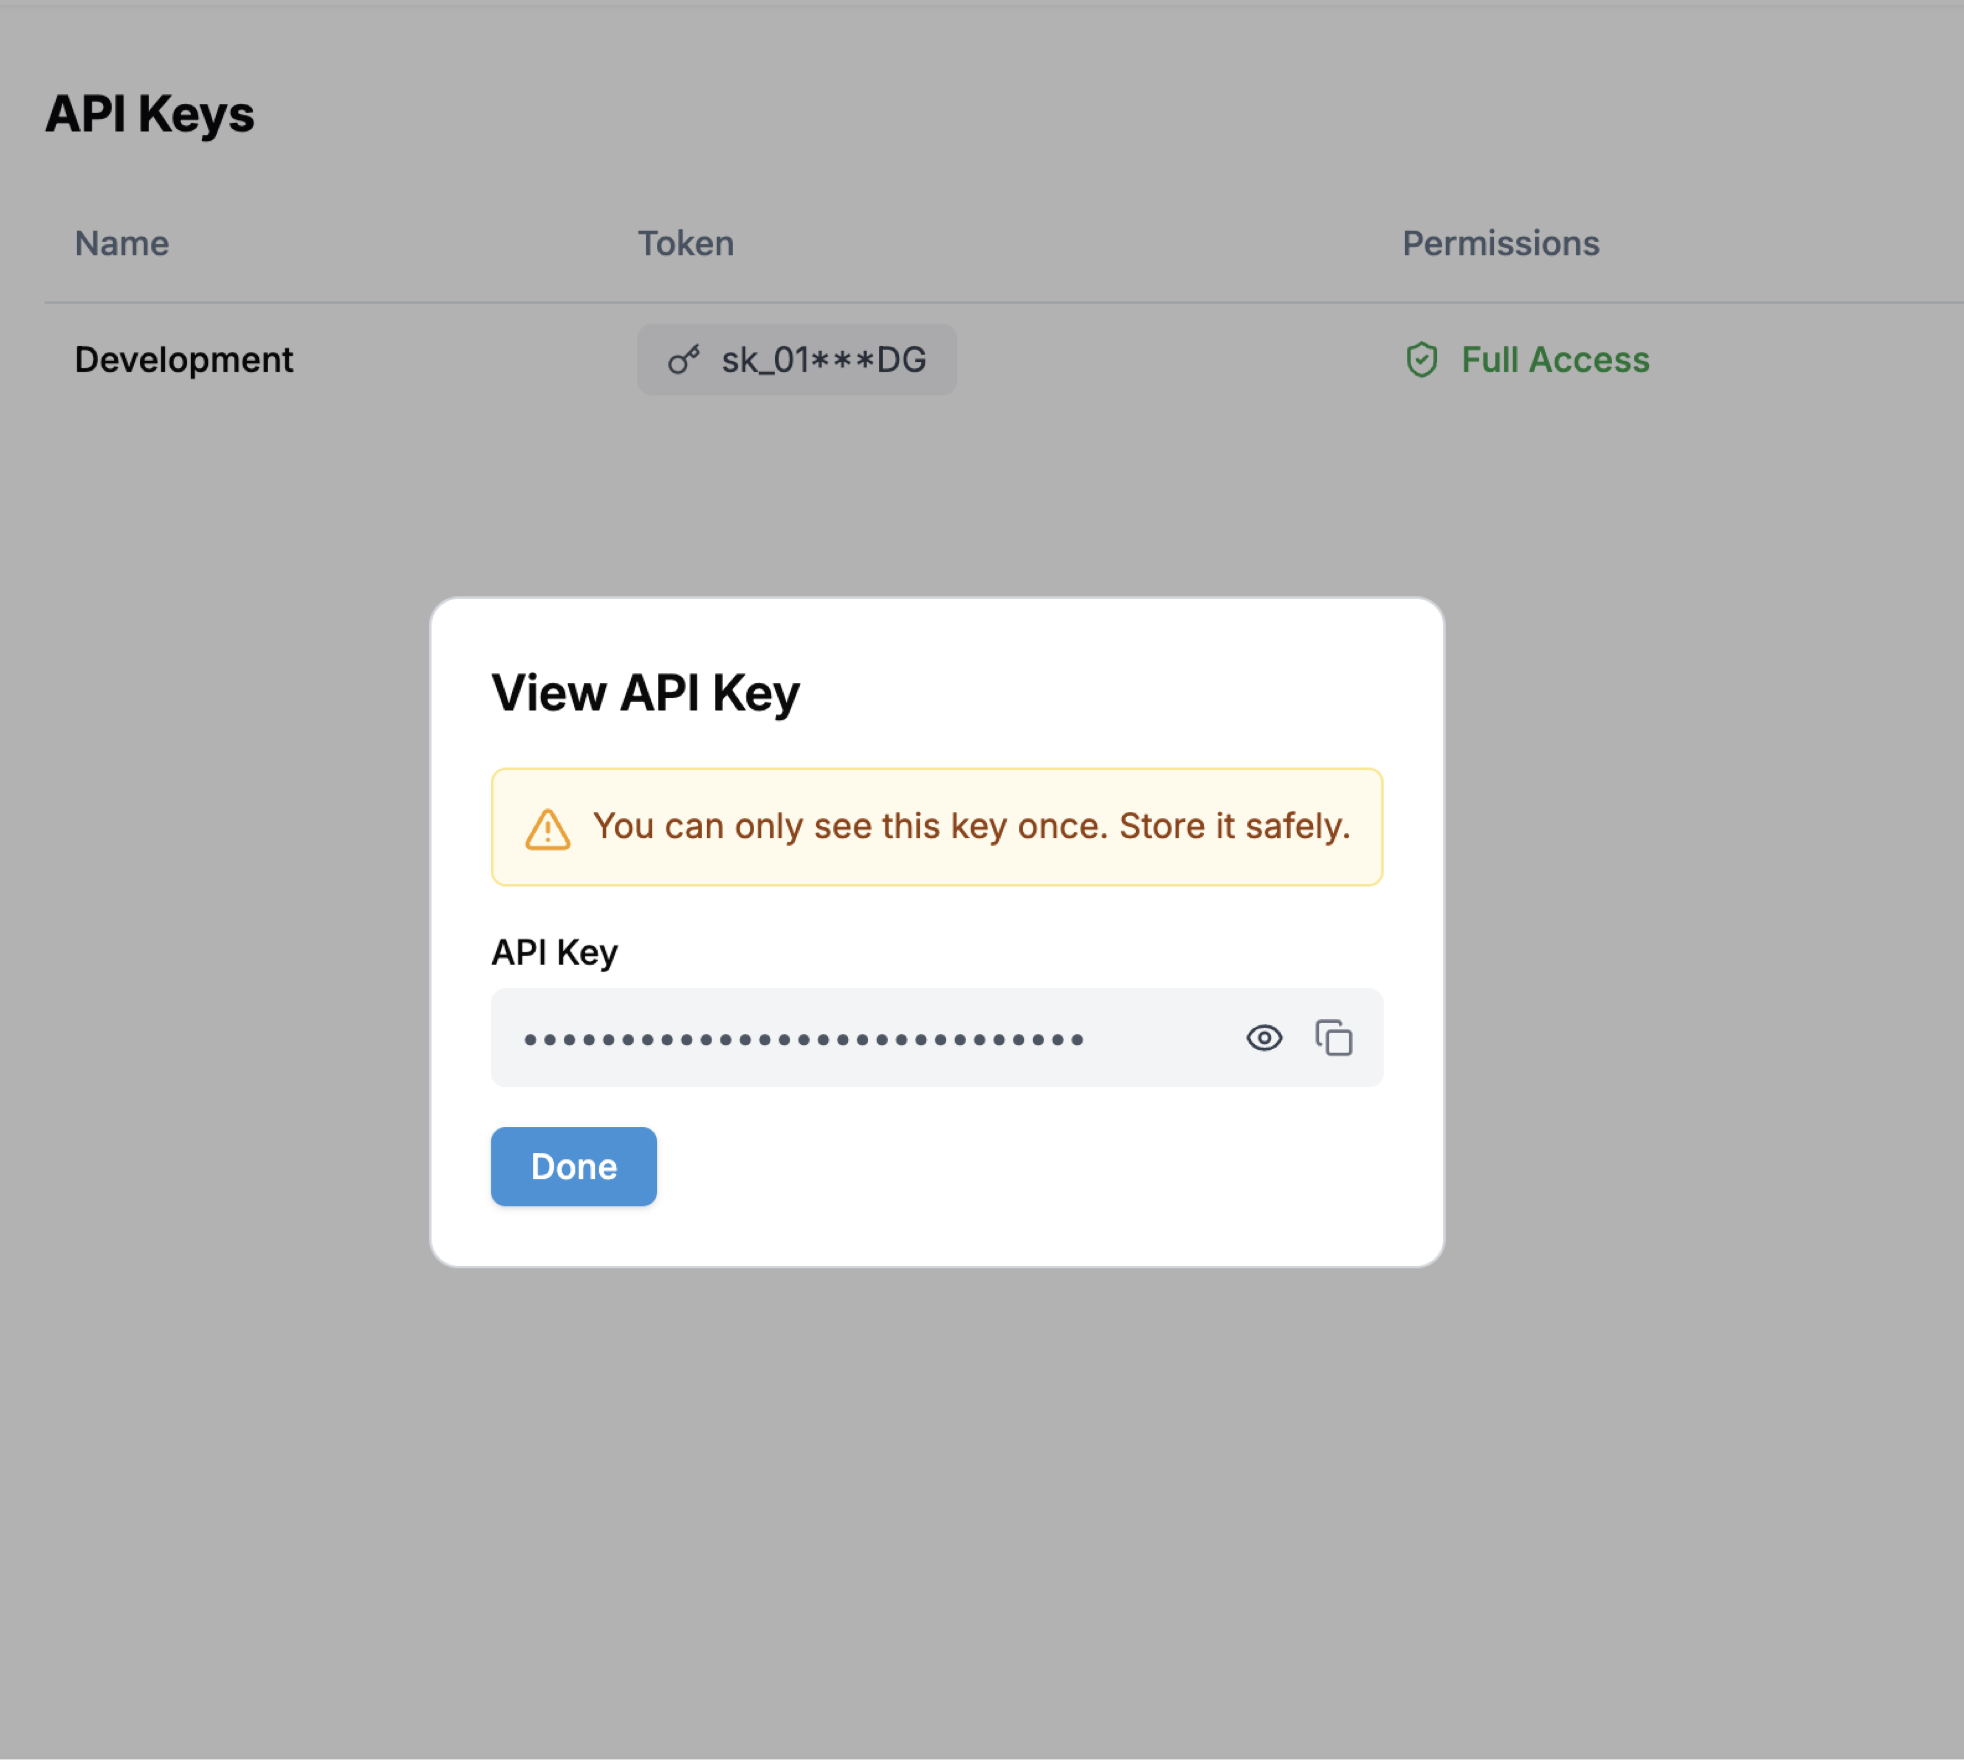 API Keys
Name Token Permissions
Development sk_01***DG Full Access
View API Key
You can only see this key once. Store it safely.
API Key
•••••••••••••••••••••••••••••
Done